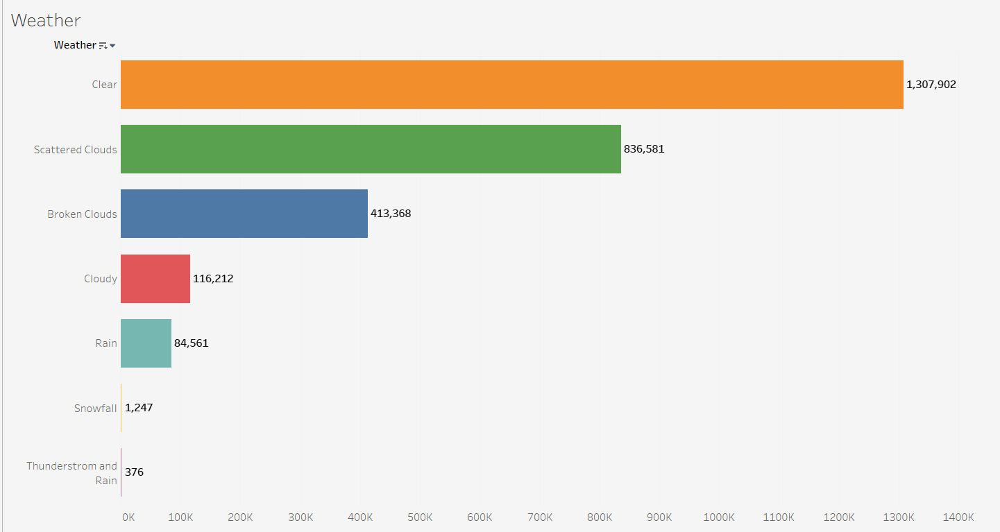 Weather
Weather
Clear
1,307,902
Scattered Clouds
836,581
Broken Clouds
413,368
Cloudy
116,212
Rain
84,561
Snowfall
1,247
Thunderstrom and
Rain
376
0K 100K 200K 300K 400K 500K 600K 700K 800K 900K 1000K 1100K 1200K 1300K 1400K